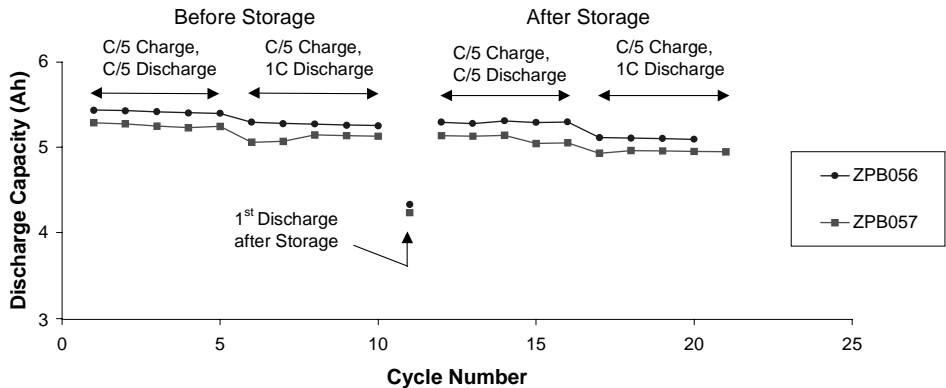 Before Storage
After Storage
C/5 Charge,
C/5 Discharge
C/5 Charge,
1C Discharge
C/5 Charge,
C/5 Discharge
C/5 Charge,
1C Discharge
Discharge Capacity (Ah)
6
5
4
3
1st Discharge
after Storage
ZPB056
ZPB057
0
5
10
15
20
25
Cycle Number